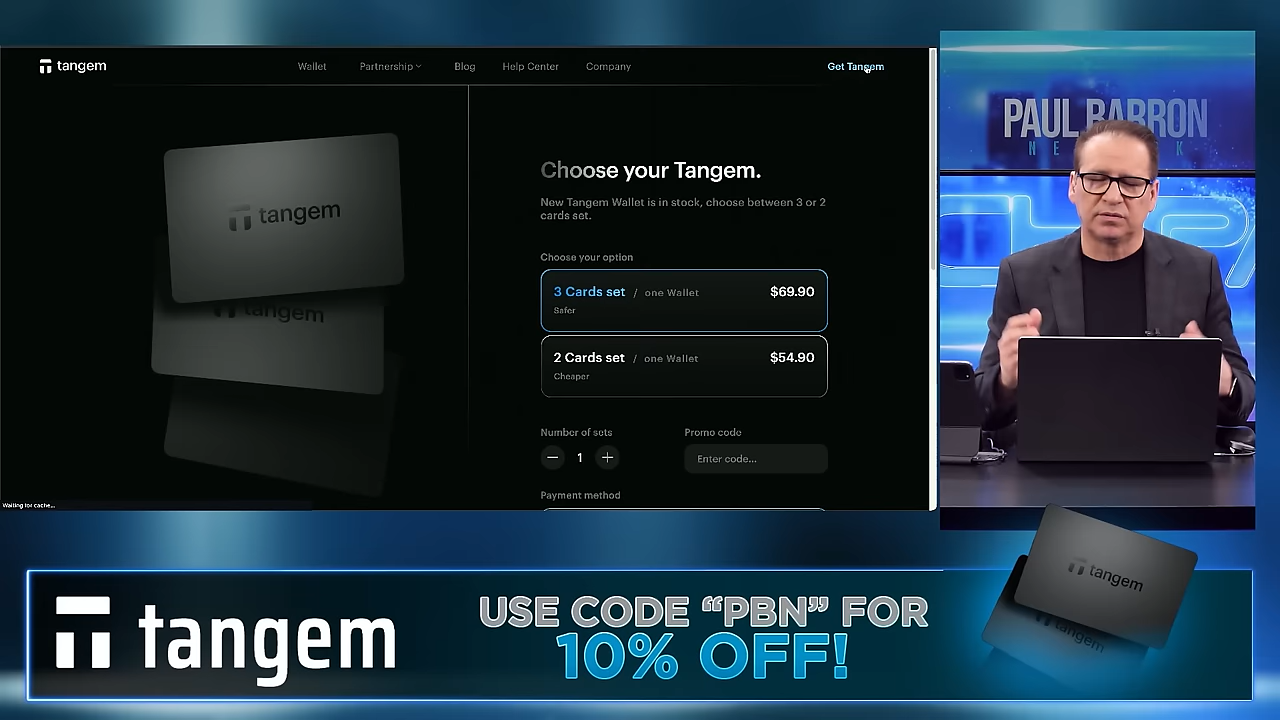 tangem
Wallet
Partnership
Blog
Help Center
Company
Get Tangem
tangem
tangem
Choose your Tangem.
New Tangem Wallet is in stock, choose between 3 or 2
cards set.
Choose your option
3 Cards set / one Wallet $69.90
Safer
2 Cards set / one Wallet $54.90
Cheaper
Number of sets
Promo code
1
Enter code...
Payment method
Waiting for cache...
PAUL BARRON
tangem
USE CODE “PBN” FOR
10% OFF!
tangem
tangem